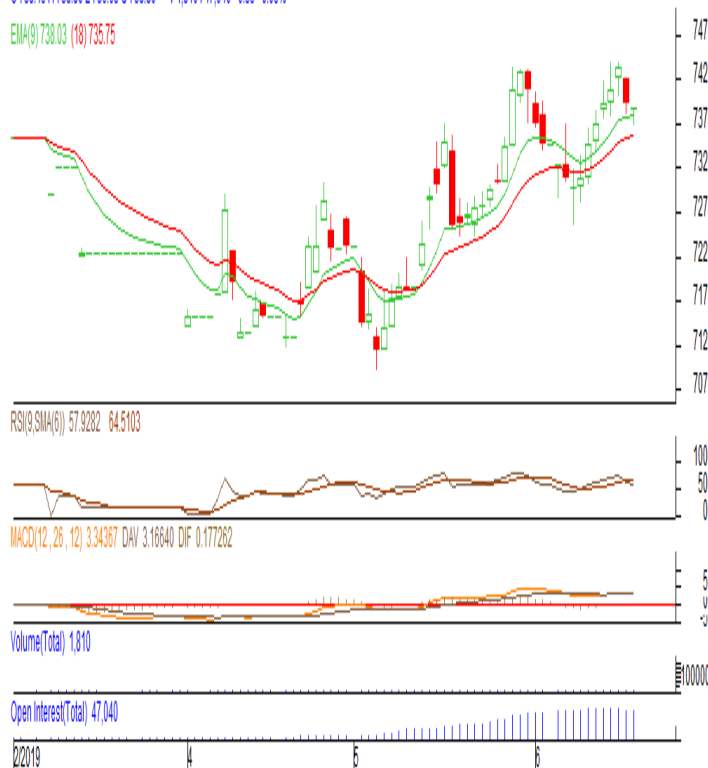 EMA(9) 738.03 (18) 735.75
747
742
737
732
727
722
717
712
707
RSI(9,SMA(6)) 57.9282 64.5103
100
50
0
MACD(12 , 26 , 12) 3.34367 DAV 3.16640 DIF 0.177262
5
0
Volume(Total) 1,810
Open Interest(Total) 47,040
2/2019 4 5 6